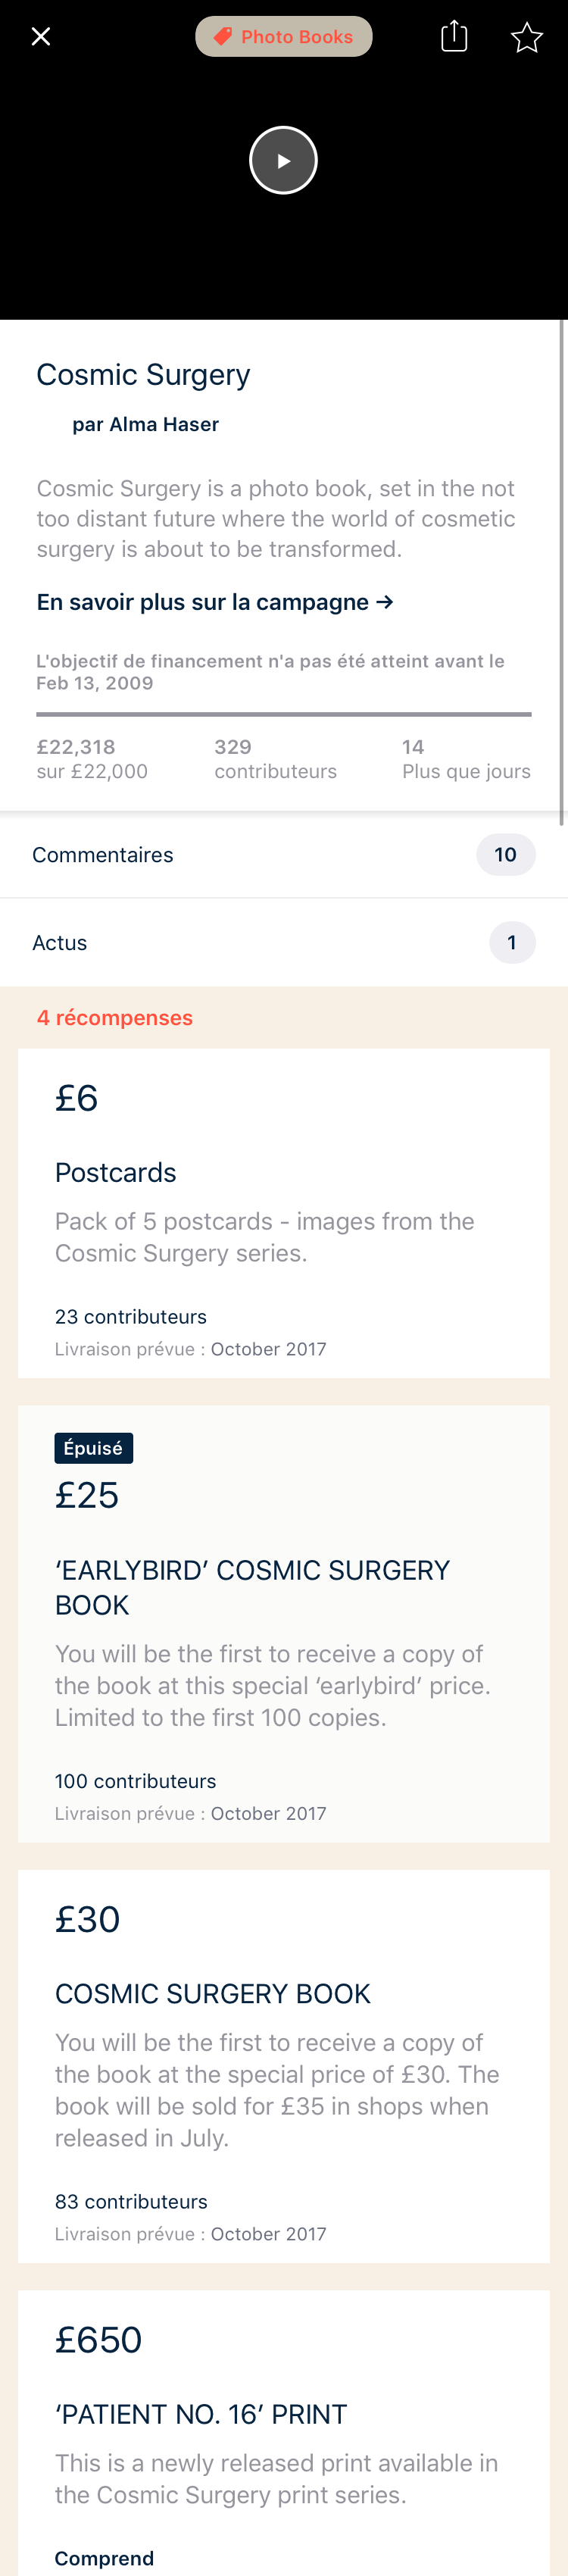 Photo Books
Cosmic Surgery
par Alma Haser
Cosmic Surgery is a photo book, set in the not
too distant future where the world of cosmetic
surgery is about to be transformed.
En savoir plus sur la campagne →
L'objectif de financement n'a pas été atteint avant le
Feb 13, 2009
£22,318 329 14
sur £22,000 contributeurs Plus que jours
Commentaires 10
Actus 1
4 récompenses
£6
Postcards
Pack of 5 postcards - images from the
Cosmic Surgery series.
23 contributeurs
Livraison prévue : October 2017
Épuisé
£25
‘EARLYBIRD’ COSMIC SURGERY
BOOK
You will be the first to receive a copy of
the book at this special ‘earlybird’ price.
Limited to the first 100 copies.
100 contributeurs
Livraison prévue : October 2017
£30
COSMIC SURGERY BOOK
You will be the first to receive a copy of
the book at the special price of £30. The
book will be sold for £35 in shops when
released in July.
83 contributeurs
Livraison prévue : October 2017
£650
‘PATIENT NO. 16’ PRINT
This is a newly released print available in
the Cosmic Surgery print series.
Comprend